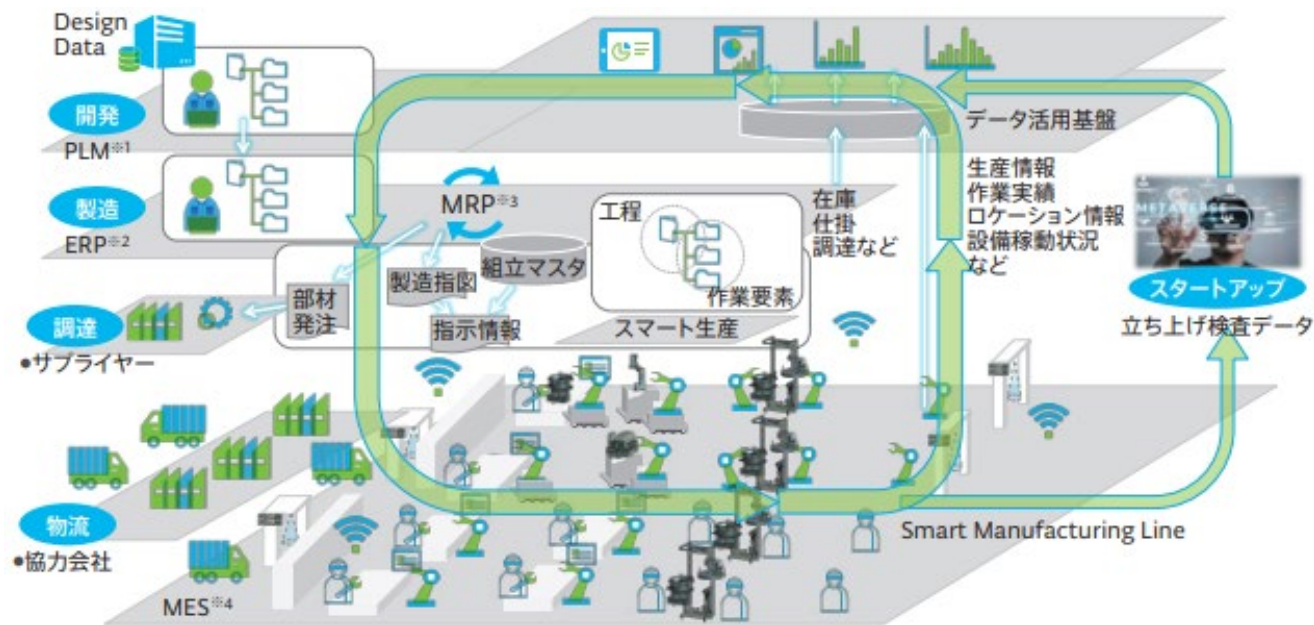 Design
Data
開発
PLM※1
製造
ERP※2
MRP※3
製造指図
組立マスタ
部材
発注
指示情報
工程
作業要素
スマート生産
在庫
仕掛
調達など
データ活用基盤
生産情報
作業実績
ロケーション情報
設備稼動状況
など
METAVERSE
スタートアップ
立ち上げ検査データ
調達
●サプライヤー
物流
●協力会社
MES※4
Smart Manufacturing Line